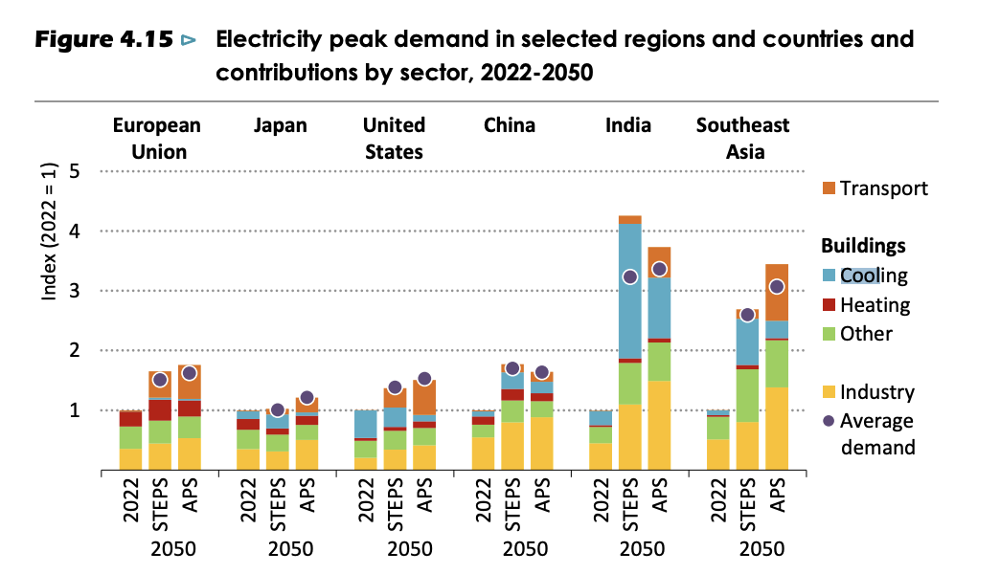 Figure 4.15 ▷ Electricity peak demand in selected regions and countries and
contributions by sector, 2022-2050
European
Union
Japan
United
States
China
India
Southeast
Asia
Index (2022 = 1)
5
4
3
2
1
2022
STEPS
APS
2050
2022
STEPS
APS
2050
2022
STEPS
APS
2050
2022
STEPS
APS
2050
2022
STEPS
APS
2050
2022
STEPS
APS
2050
Transport
Buildings
Cooling
Heating
Other
Industry
Average
demand